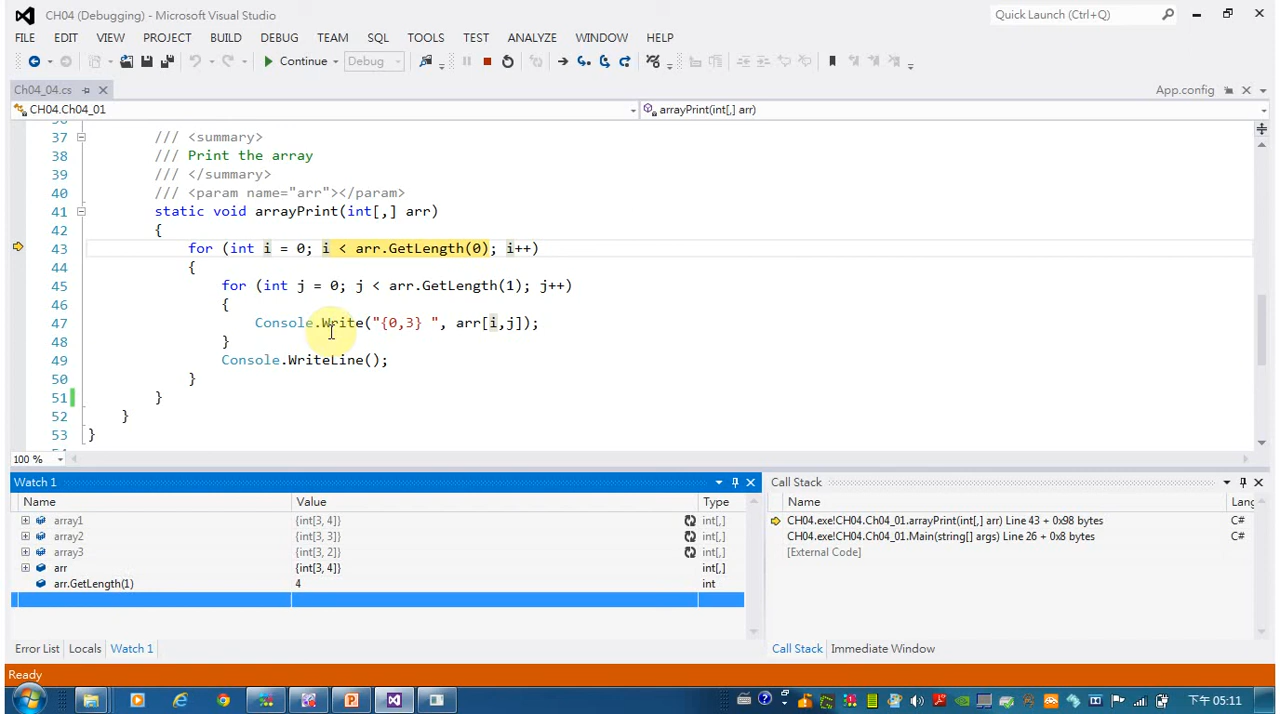 CH04 (Debugging) - Microsoft Visual Studio
Quick Launch (Ctrl+Q)
FILE EDIT VIEW PROJECT BUILD DEBUG TEAM SQL TOOLS TEST ANALYZE WINDOW HELP
Continue Debug
Ch04_04.cs App.config
CH04.Ch04_01 arrayPrint(int[,] arr)
37 /// <summary>
38 /// Print the array
39 /// </summary>
40 /// <param name="arr"></param>
41 static void arrayPrint(int[,] arr)
42 {
43 for (int i = 0; i < arr.GetLength(0); i++)
44 {
45 for (int j = 0; j < arr.GetLength(1); j++)
46 {
47 Console.Write("{0,3} ", arr[i,j]);
48 }
49 Console.WriteLine();
50 }
51 }
52 }
53 }
100 %
Watch 1 Call Stack
Name Value Type Name Lang
array1 {int[3, 4]} int[,] CH04.exe!CH04.Ch04_01.arrayPrint(int[,] arr) Line 43 + 0x98 bytes C#
array2 {int[3, 3]} int[,] CH04.exe!CH04.Ch04_01.Main(string[] args) Line 26 + 0x8 bytes C#
array3 {int[3, 2]} int[,] [External Code]
arr {int[3, 4]} int[,]
arr.GetLength(1) 4 int
Error List Locals Watch 1 Call Stack Immediate Window
Ready
下午 05:11